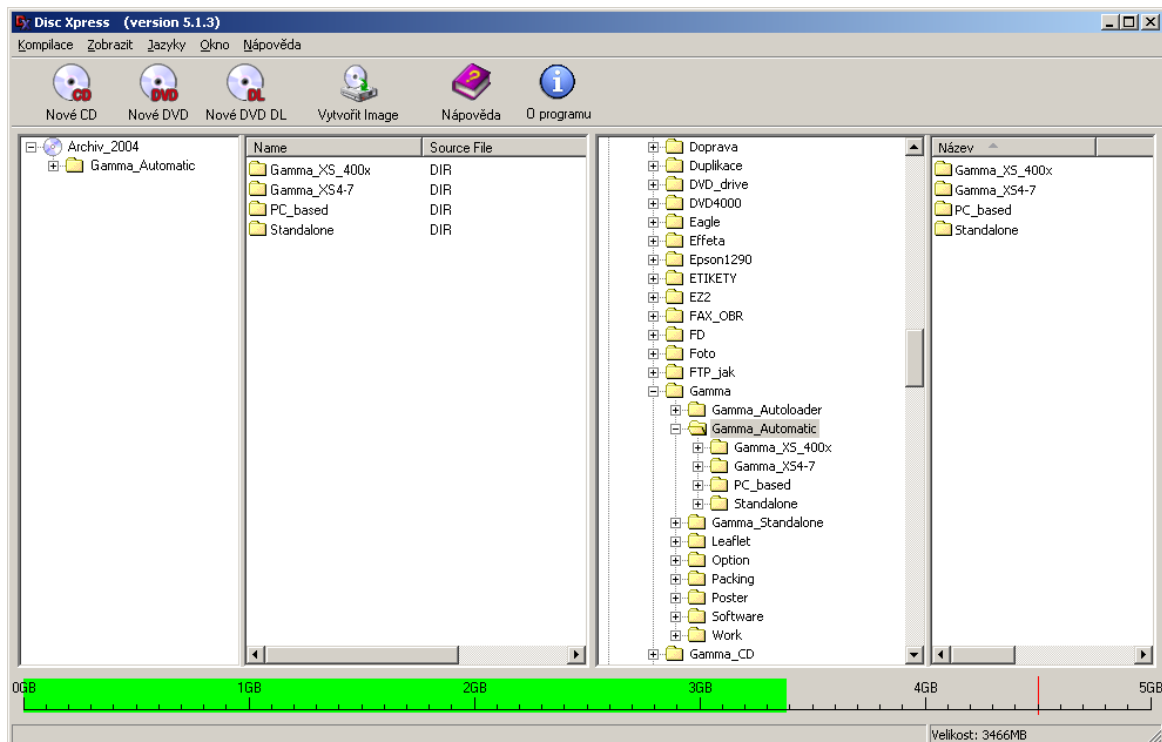 Disc Xpress (version 5.1.3)
Kompilace Zobrazit Jazyky Okno Nápověda
Nové CD Nové DVD Nové DVD DL Vytvořit Image Nápověda O programu
CD DVD DL
Archiv_2004
Gamma_Automatic
Name Source File
Gamma_XS_400x DIR
Gamma_XS4-7 DIR
PC_based DIR
Standalone DIR
Doprava
Duplikace
DVD_drive
DVD4000
Eagle
Effeta
Epson1290
ETIKETY
EZ2
FAX_OBR
FD
Foto
FTP_jak
Gamma
Gamma_Autoloader
Gamma_Automatic
Gamma_XS_400x
Gamma_XS4-7
PC_based
Standalone
Gamma_Standalone
Leaflet
Option
Packing
Poster
Software
Work
Gamma_CD
Název
Gamma_XS_400x
Gamma_XS4-7
PC_based
Standalone
0GB 1GB 2GB 3GB 4GB 5GB
Velikost: 3466MB